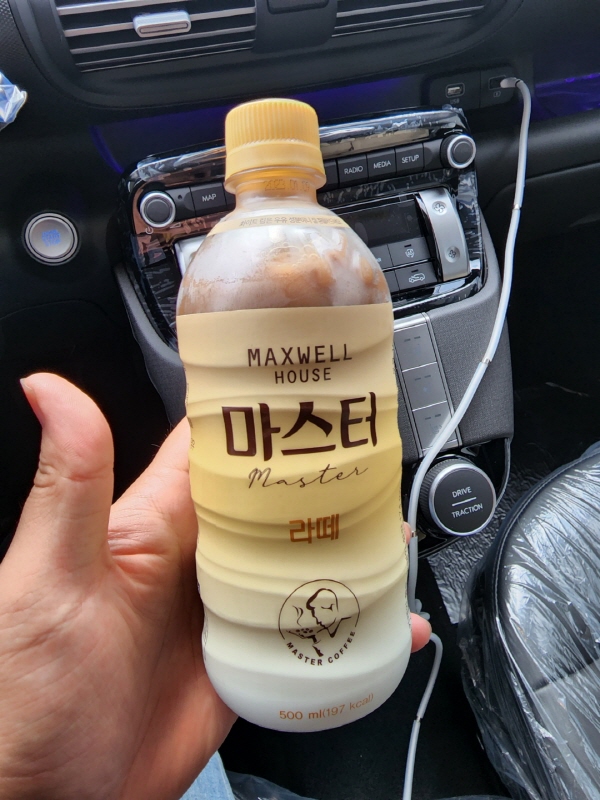 MAP
RADIO
MEDIA
SETUP
MAXWELL
HOUSE
마스터
Master
라떼
MASTER COFFEE
500 ml(197 kcal)
DRIVE
TRACTION